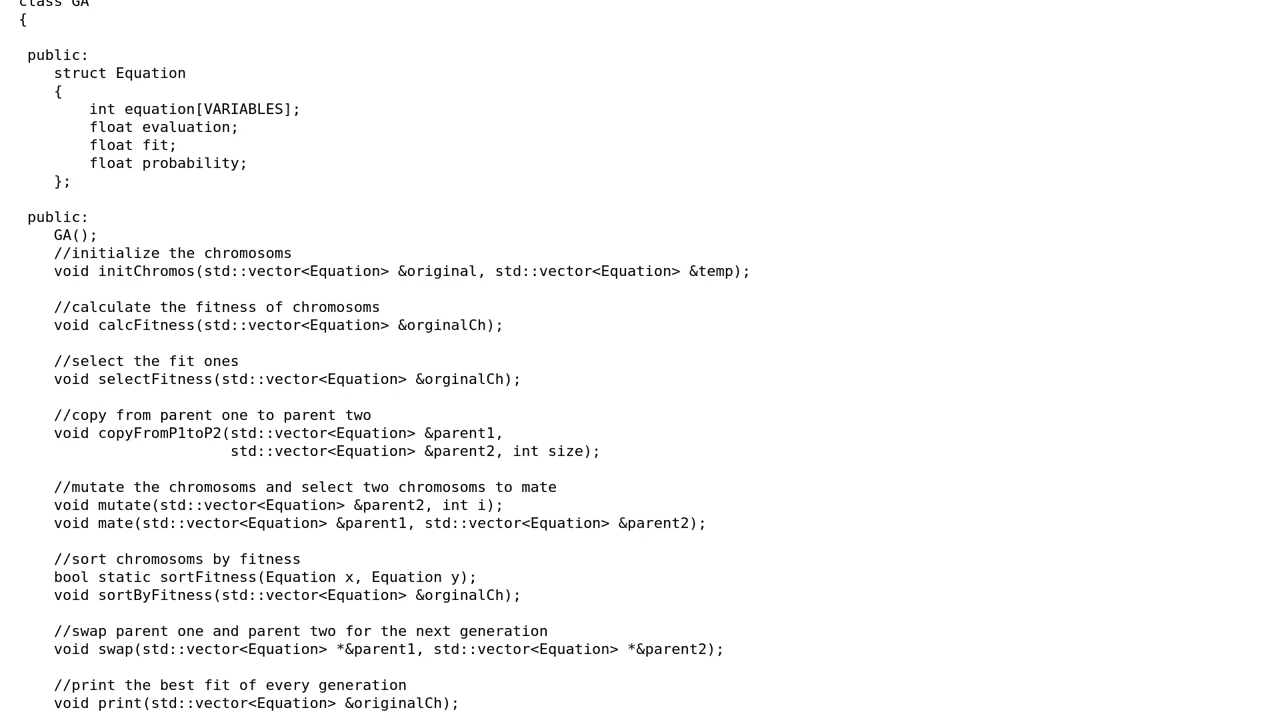 class GA
{
public:
struct Equation
{
int equation[VARIABLES];
float evaluation;
float fit;
float probability;
};
public:
GA();
//initialize the chromosoms
void initChromos(std::vector<Equation> &original, std::vector<Equation> &temp);
//calculate the fitness of chromosoms
void calcFitness(std::vector<Equation> &orginalCh);
//select the fit ones
void selectFitness(std::vector<Equation> &orginalCh);
//copy from parent one to parent two
void copyFromP1toP2(std::vector<Equation> &parent1,
std::vector<Equation> &parent2, int size);
//mutate the chromosoms and select two chromosoms to mate
void mutate(std::vector<Equation> &parent2, int i);
void mate(std::vector<Equation> &parent1, std::vector<Equation> &parent2);
//sort chromosoms by fitness
bool static sortFitness(Equation x, Equation y);
void sortByFitness(std::vector<Equation> &orginalCh);
//swap parent one and parent two for the next generation
void swap(std::vector<Equation> *&parent1, std::vector<Equation> *&parent2);
//print the best fit of every generation
void print(std::vector<Equation> &originalCh);